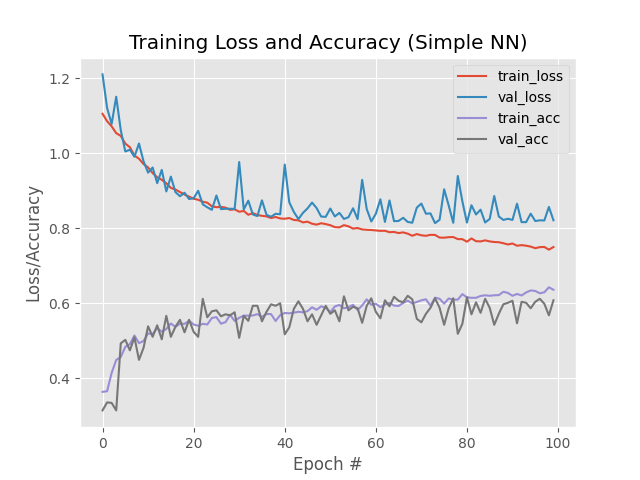 Training Loss and Accuracy (Simple NN)
train_loss
val_loss
train_acc
val_acc
1.2
1.0
0.8
0.6
0.4
Loss/Accuracy
0 20 40 60 80 100
Epoch #